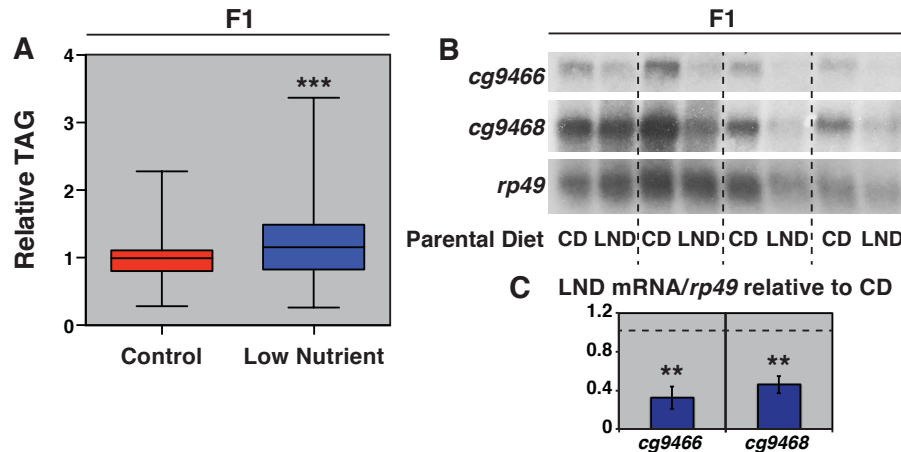 F1
A
4
3
2
1
0
Relative TAG
***
Control Low Nutrient
F1
B
cg9466
cg9468
rp49
Parental Diet CD LND CD LND CD LND CD LND
C LND mRNA/rp49 relative to CD
1.2
0.8
0.4
0
** **
cg9466 cg9468